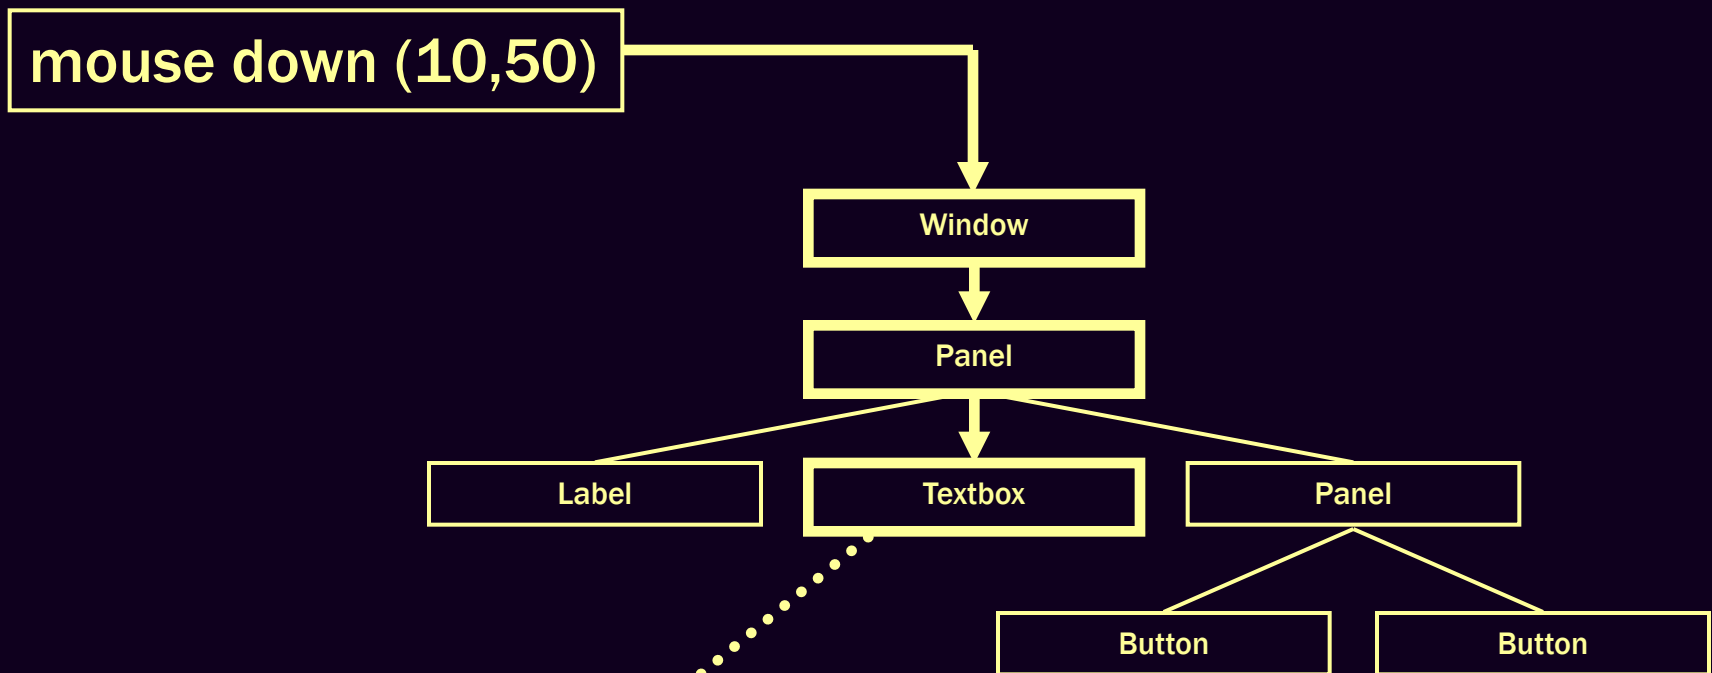 mouse down (10,50)
Window
Panel
Label
Textbox
Panel
Button
Button